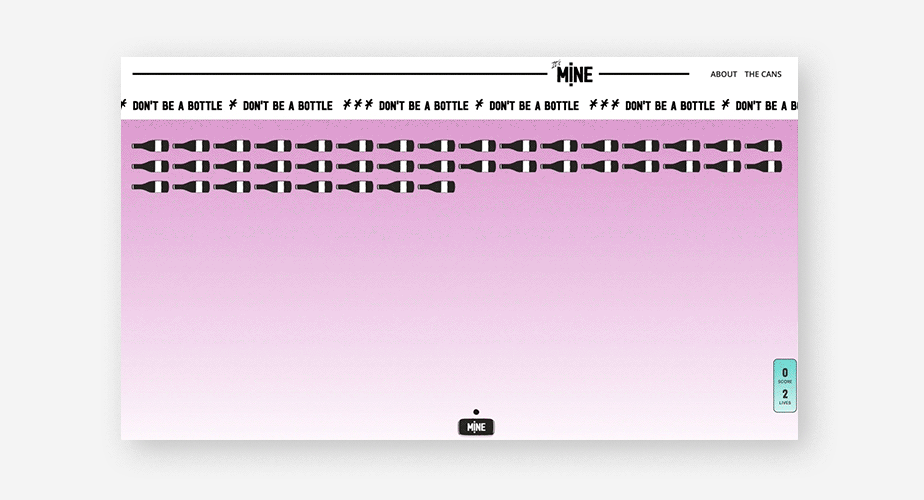 It's
MINE
ABOUT THE CANS
DON'T BE A BOTTLE DON'T BE A BOTTLE DON'T BE A BOTTLE DON'T BE A BOTTLE DON'T BE A BOTTLE DON'T BE A BO
0
SCORE
2
LIVES
MINE